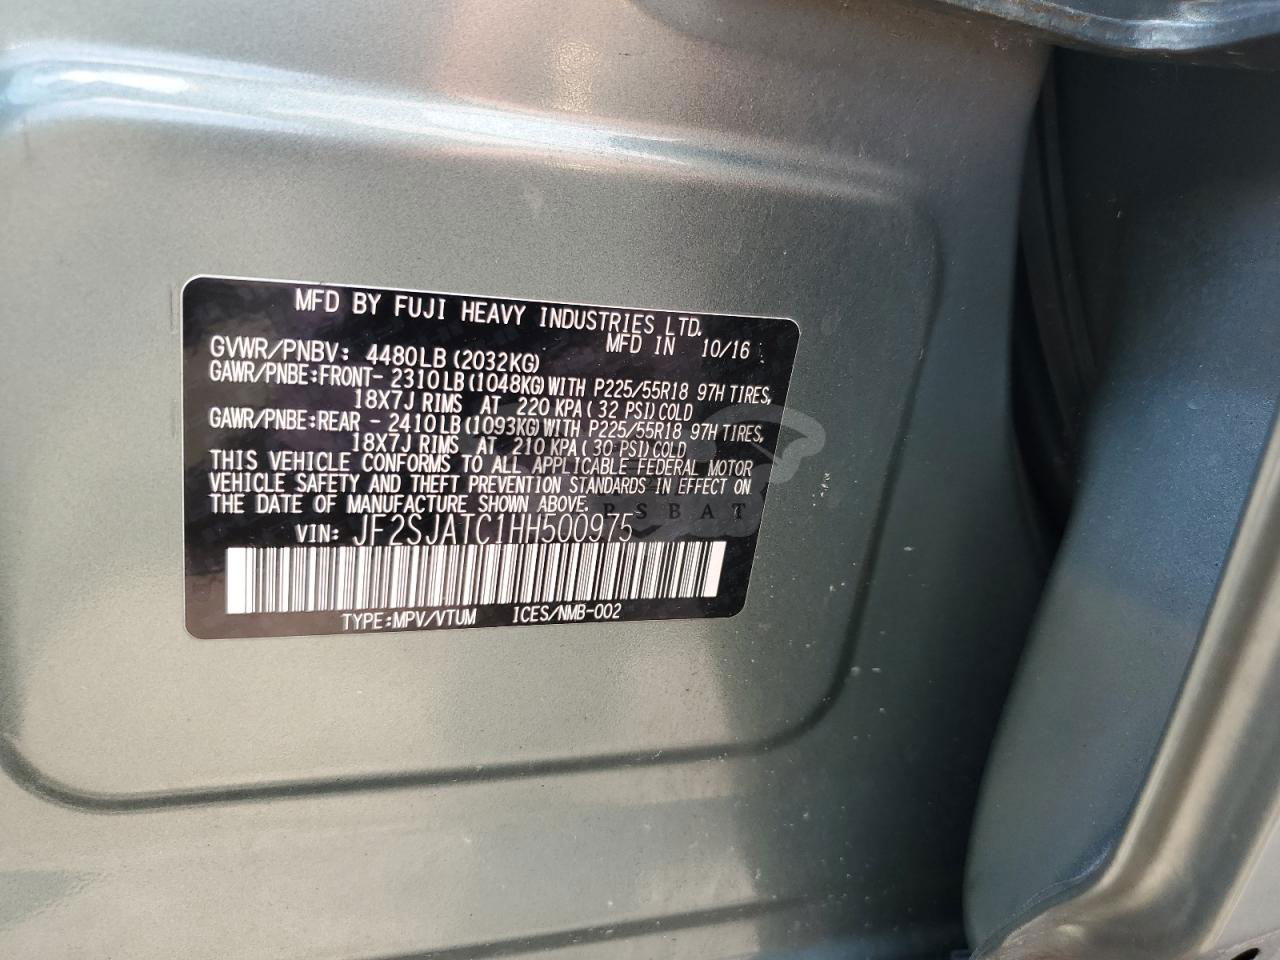 MFD BY FUJI HEAVY INDUSTRIES LTD.
MFD IN 10/16
GVWR/PNBV: 4480LB (2032KG)
GAWR/PNBE:FRONT- 2310LB (1048KG) WITH P225/55R18 97H TIRES,
18X7J RIMS AT 220 KPA ( 32 PSI) COLD
GAWR/PNBE:REAR - 2410LB (1093KG) WITH P225/55R18 97H TIRES,
18X7J RIMS AT 210 KPA ( 30 PSI) COLD
THIS VEHICLE CONFORMS TO ALL APPLICABLE FEDERAL MOTOR
VEHICLE SAFETY AND THEFT PREVENTION STANDARDS IN EFFECT ON
THE DATE OF MANUFACTURE SHOWN ABOVE.
VIN: JF2SJATC1HH500975
TYPE:MPV/VTUM ICES/NMB-002